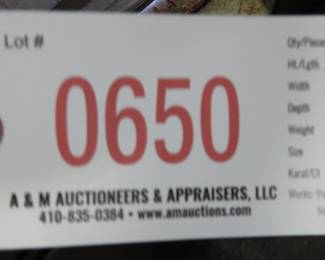 Lot #
0650
A & M AUCTIONEERS & APPRAISERS, LLC
410-835-0384 • www.amauctions.com
Qty/Piece
Ht./Lgth
Width
Depth
Weight
Size
Karat/Ct
Works: Y
N